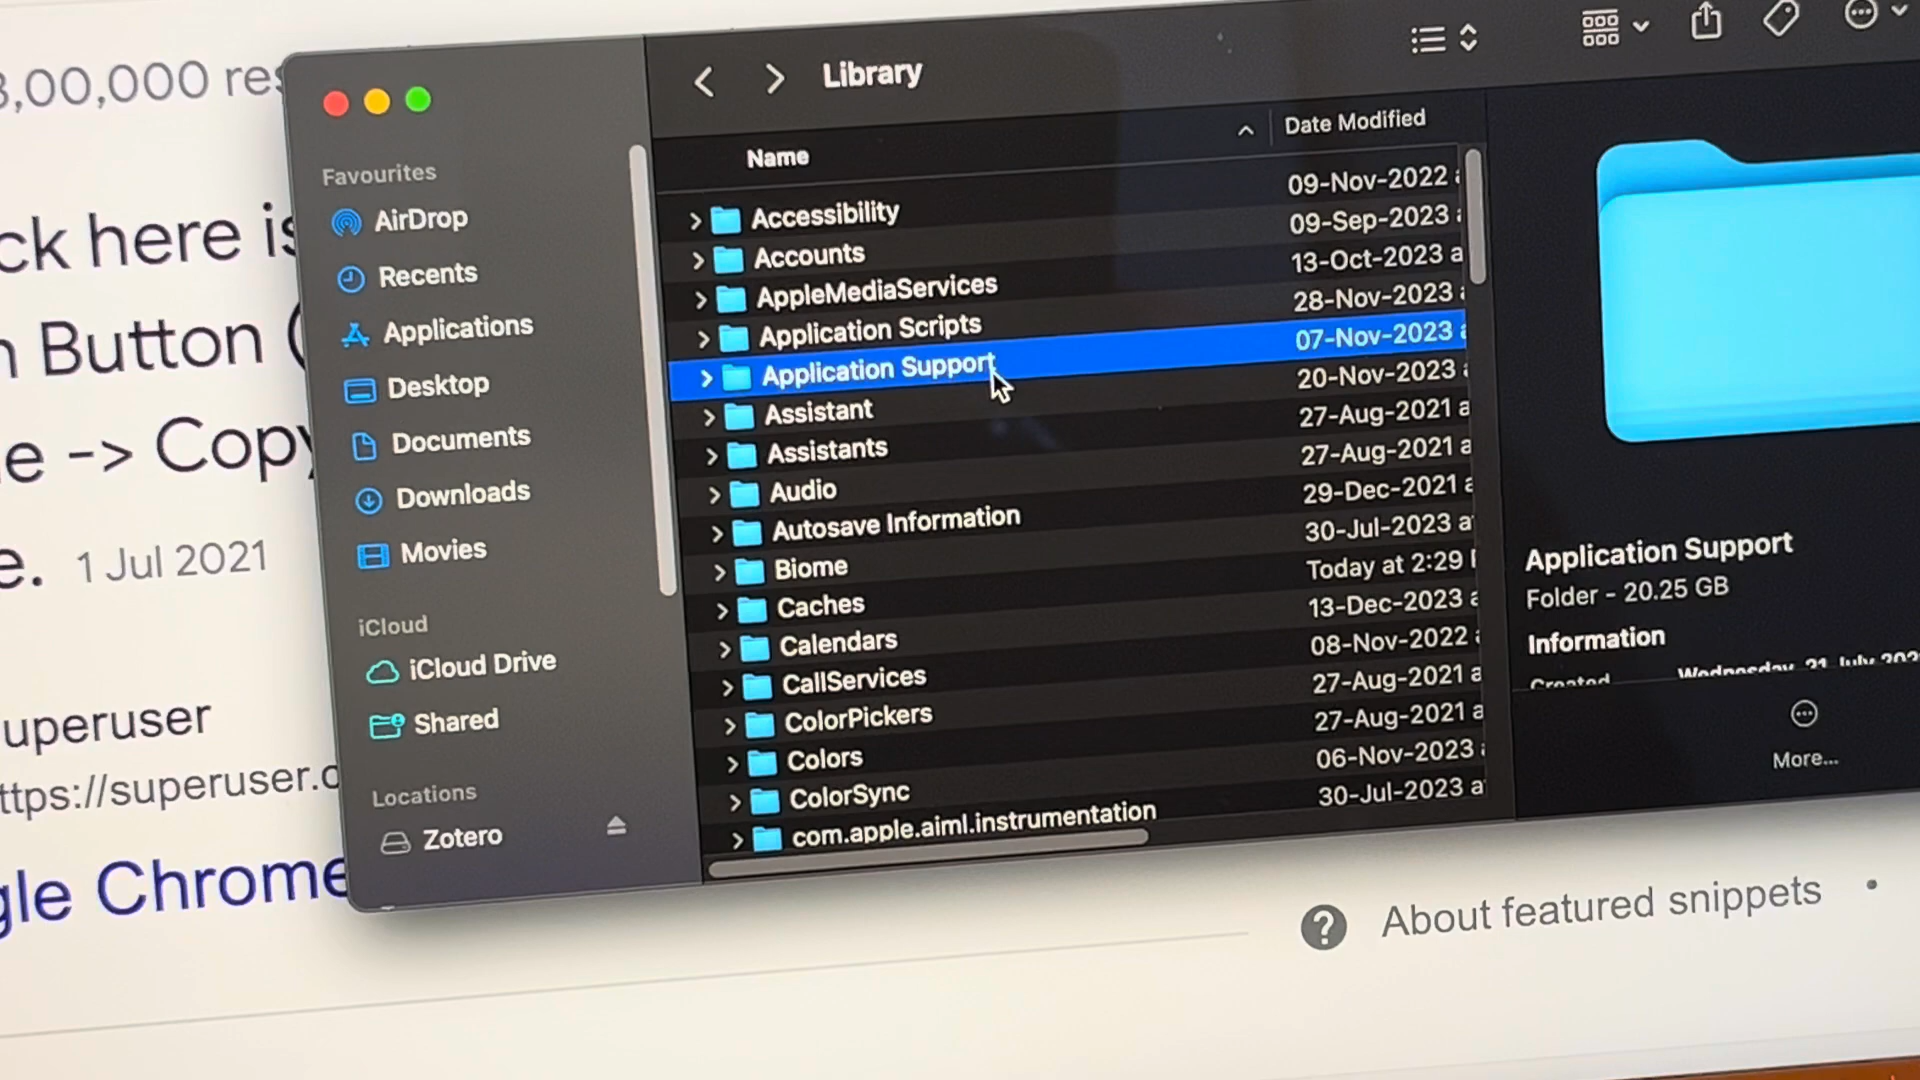 3,00,000
ck here is
Button (
e -> Copy
e. 1 Jul 2021
uperuser
ttps://superuser.c
gle Chrome
About featured snippets
Favourites
AirDrop
Recents
Applications
Desktop
Documents
Downloads
Movies
iCloud
iCloud Drive
Shared
Locations
Zotero
Library
Name Date Modified
Accessibility 09-Nov-2022
Accounts 09-Sep-2023
AppleMediaServices 13-Oct-2023 a
Application Scripts 28-Nov-2023
Application Support 07-Nov-2023
Assistant 20-Nov-2023
Assistants 27-Aug-2021 a
Audio 27-Aug-2021 a
Autosave Information 29-Dec-2021
Biome 30-Jul-2023 a
Caches Today at 2:29
Calendars 13-Dec-2023
CallServices 08-Nov-2022
ColorPickers 27-Aug-2021 a
Colors 27-Aug-2021 a
ColorSync 06-Nov-2023
com.apple.aiml.instrumentation 30-Jul-2023 a
Application Support
Folder - 20.25 GB
Information
Created Wednesday, 21 July 202
More...